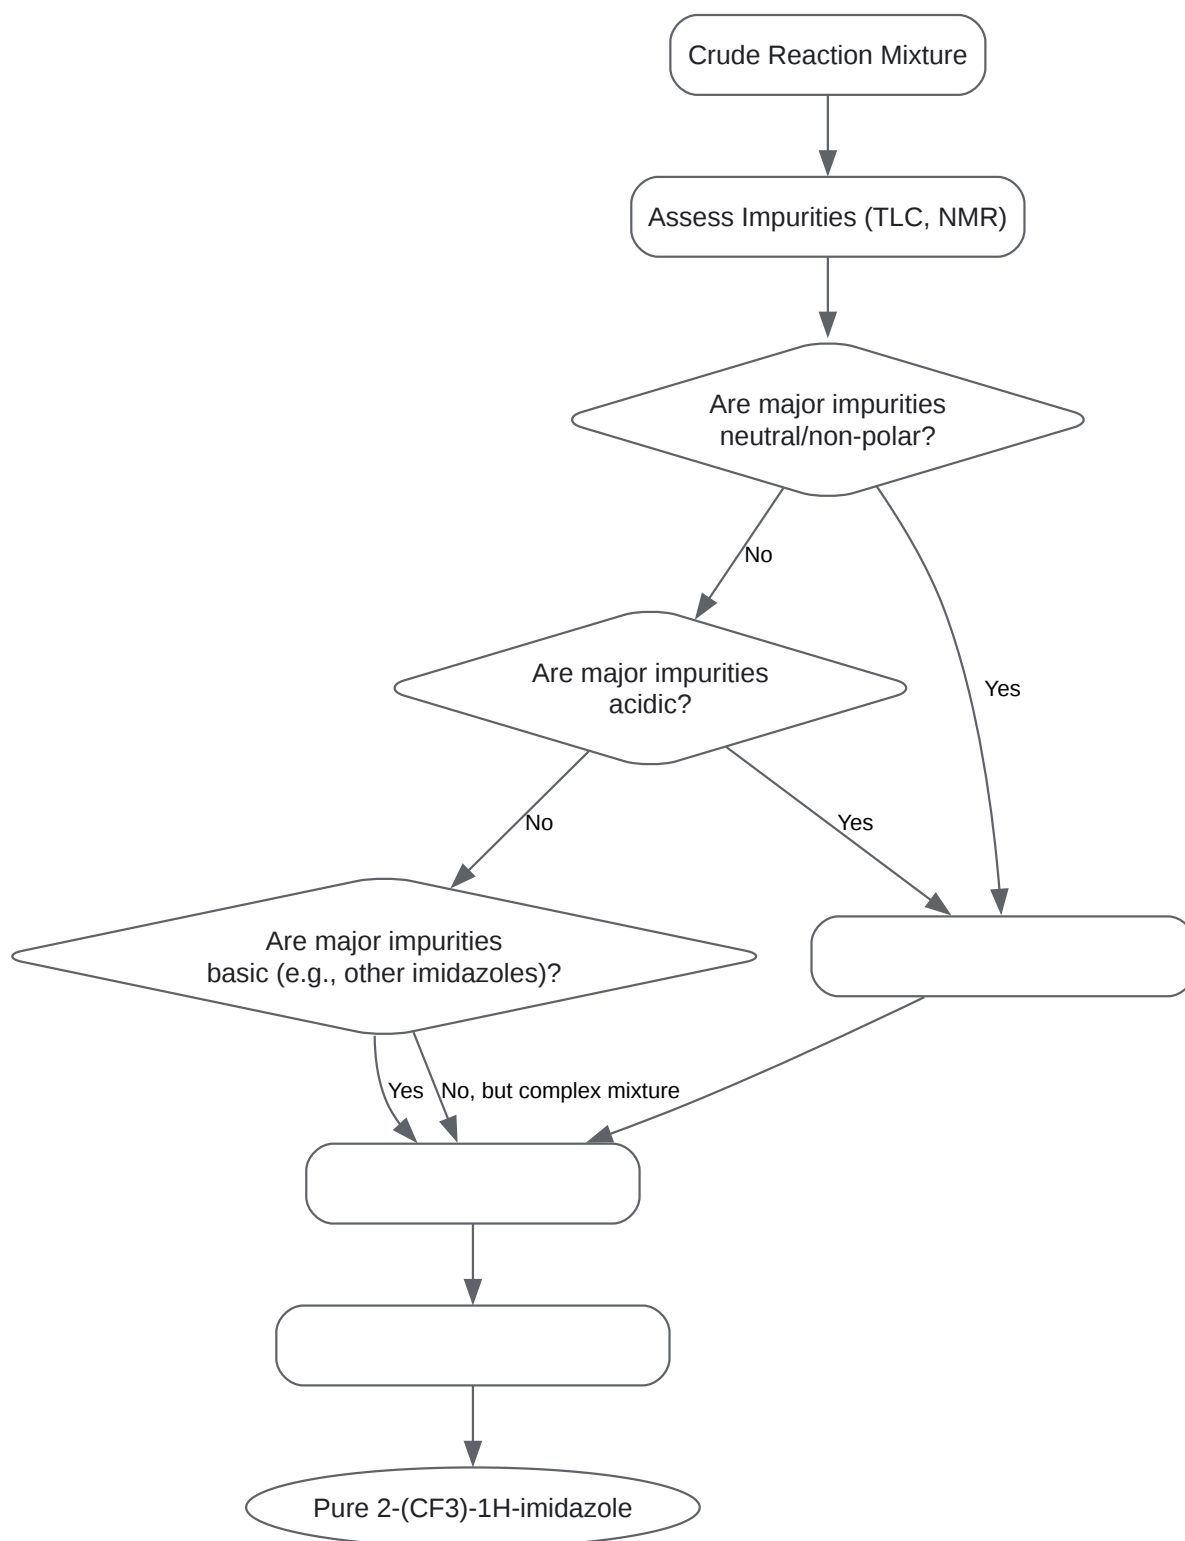 Crude Reaction Mixture
Assess Impurities (TLC, NMR)
Are major impurities
neutral/non-polar?
No
Are major impurities
acidic?
Yes
No
Yes
Are major impurities
basic (e.g., other imidazoles)?
Yes
No, but complex mixture
Pure 2-(CF3)-1H-imidazole